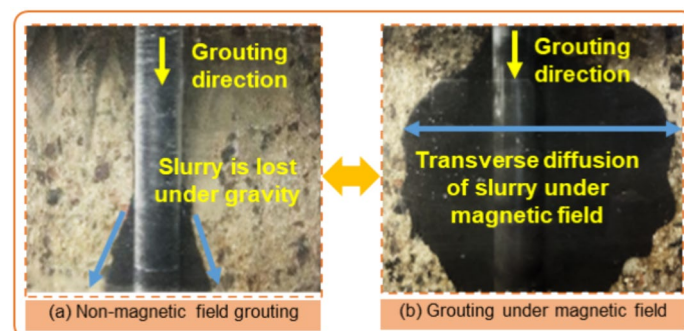 Grouting
direction
Slurry is lost
under gravity
(a) Non-magnetic field grouting
Grouting
direction
Transverse diffusion
of slurry under
magnetic field
(b) Grouting under magnetic field